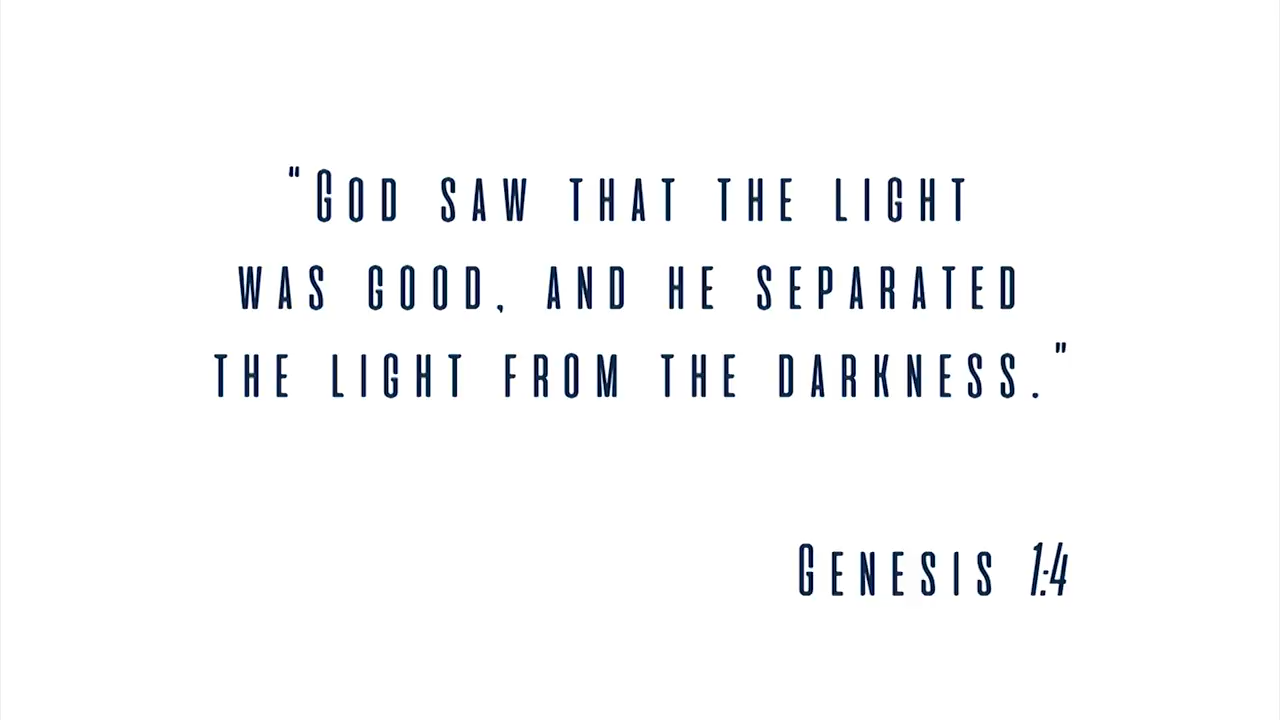 "God saw that the light
was good, and he separated
the light from the darkness."
Genesis 1:4